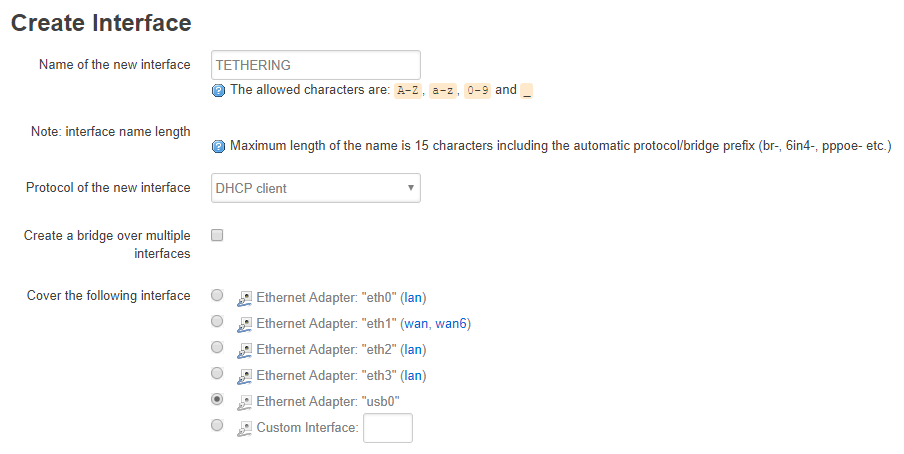 Create Interface
Name of the new interface TETHERING
The allowed characters are: A-Z, a-z, 0-9 and _
Note: interface name length
Maximum length of the name is 15 characters including the automatic protocol/bridge prefix (br-, 6in4-, pppoe- etc.)
Protocol of the new interface DHCP client
Create a bridge over multiple
interfaces
Cover the following interface
Ethernet Adapter: "eth0" (lan)
Ethernet Adapter: "eth1" (wan, wan6)
Ethernet Adapter: "eth2" (lan)
Ethernet Adapter: "eth3" (lan)
Ethernet Adapter: "usb0"
Custom Interface: